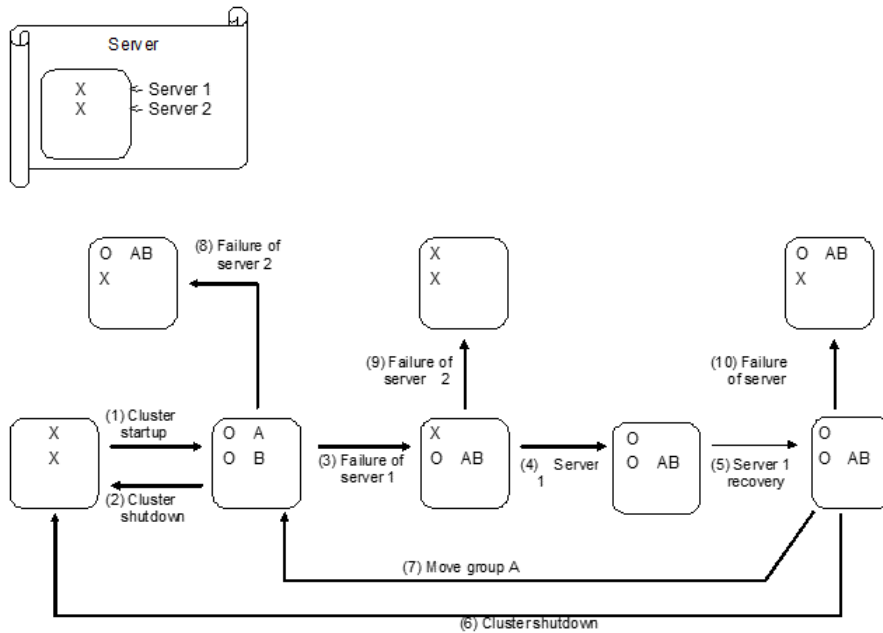 Server
X
<- Server 1
X
<- Server 2
O AB
X
(8) Failure of
server 2
X
X
O AB
X
(9) Failure of
server 2
(10) Failure
of server
X
X
(1) Cluster
startup
(2) Cluster
shutdown
O A
O B
(3) Failure of
server 1
X
O AB
(4) Server
1
O
O AB
(5) Server 1
recovery
O
O AB
(7) Move group A
(6) Cluster shutdown